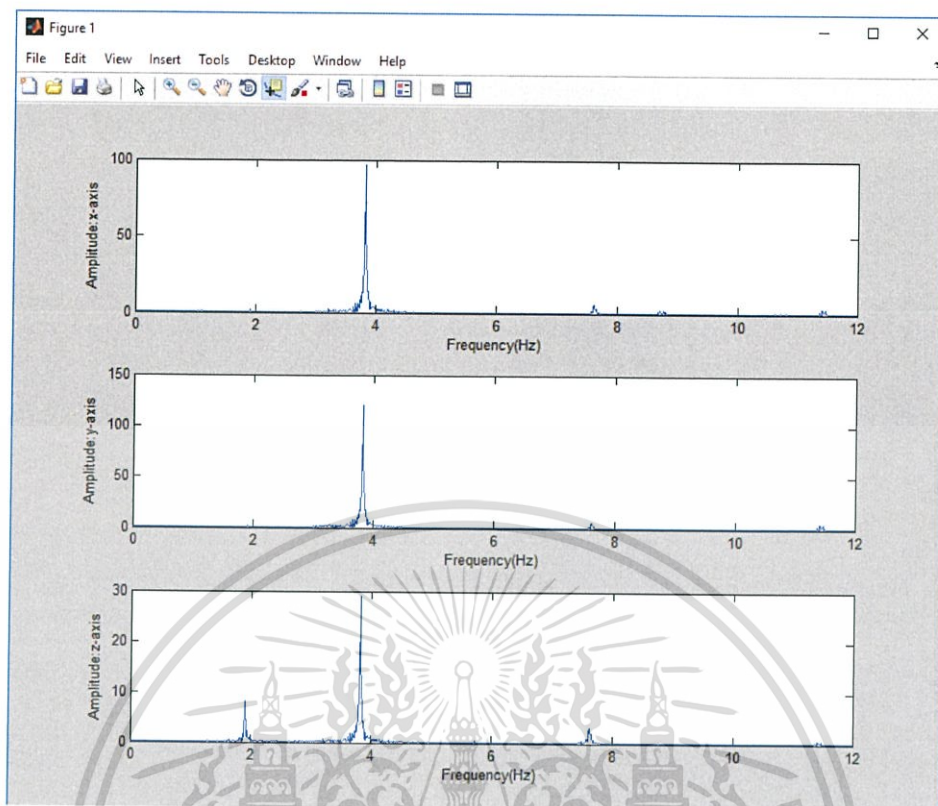 Figure 1
File Edit View Insert Tools Desktop Window Help
Amplitude:x-axis
100
50
0
0 2 4 6 8 10 12
Frequency(Hz)
Amplitude:y-axis
150
100
50
0
0 2 4 6 8 10 12
Frequency(Hz)
Amplitude:z-axis
30
20
10
0
0 2 4 6 8 10 12
Frequency(Hz)